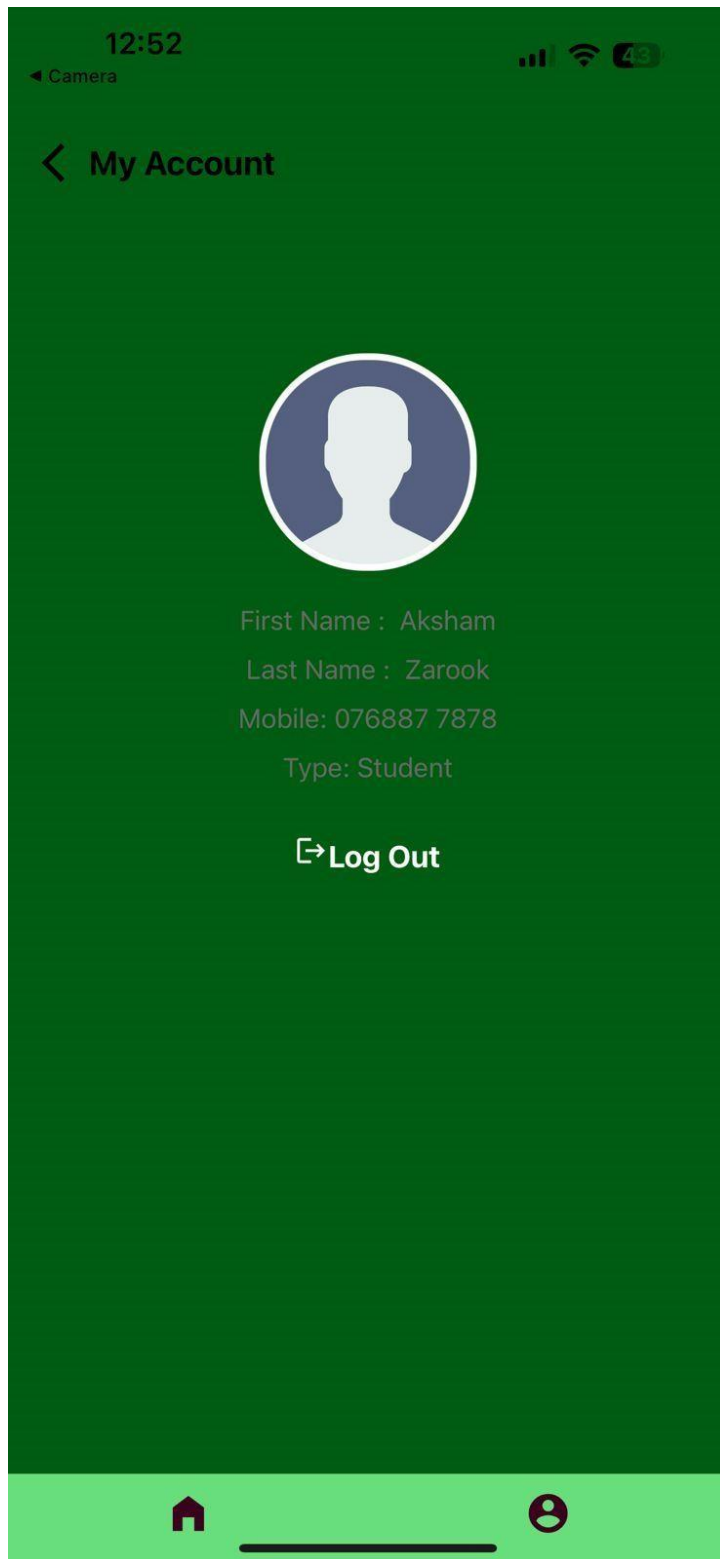 12:52
◀ Camera
43
My Account
First Name : Aksham
Last Name : Zarook
Mobile: 076887 7878
Type: Student
Log Out